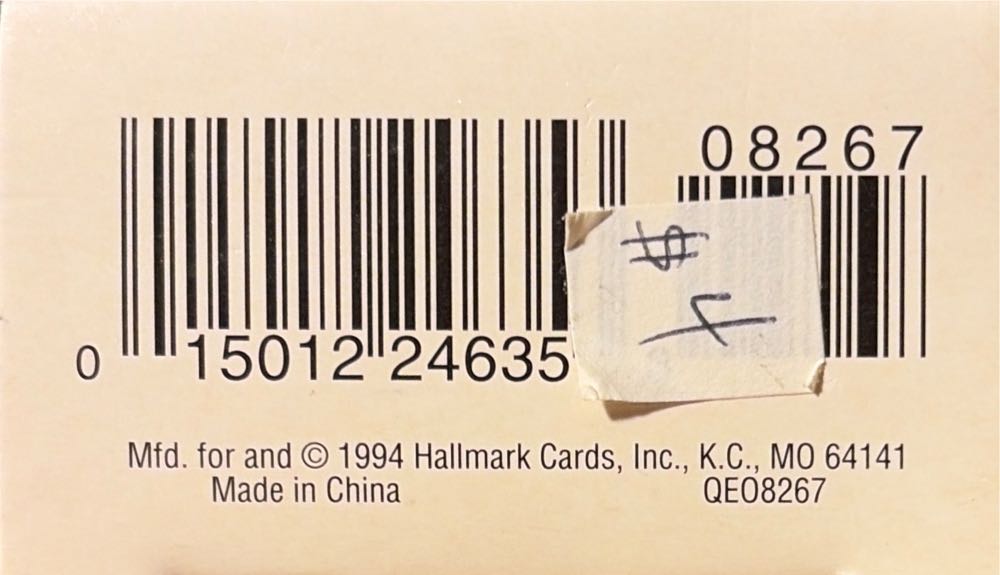 08267
0 15012 24635
$ 4
Mfd. for and © 1994 Hallmark Cards, Inc., K.C., MO 64141
Made in China QEO8267